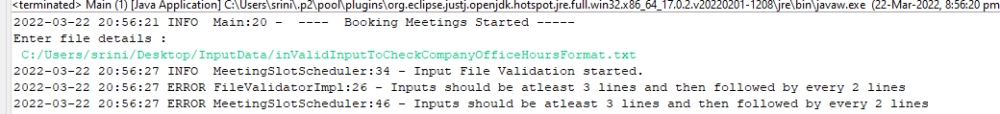 <terminated> Main (1) [Java Application] C:\Users\srini\.p2\pool\plugins\org.eclipse.justj.openjdk.hotspot.jre.full.win32.x86_64_17.0.2.v20220201-1208\jre\bin\javaw.exe (22-Mar-2022, 8:56:20 pm
2022-03-22 20:56:21 INFO  Main:20 -  ----  Booking Meetings Started -----
Enter file details :
C:/Users/srini/Desktop/InputData/inValidInputToCheckCompanyOfficeHoursFormat.txt
2022-03-22 20:56:27 INFO  MeetingSlotScheduler:34 - Input File Validation started.
2022-03-22 20:56:27 ERROR FileValidatorImpl:26 - Inputs should be atleast 3 lines and then followed by every 2 lines
2022-03-22 20:56:27 ERROR MeetingSlotScheduler:46 - Inputs should be atleast 3 lines and then followed by every 2 lines